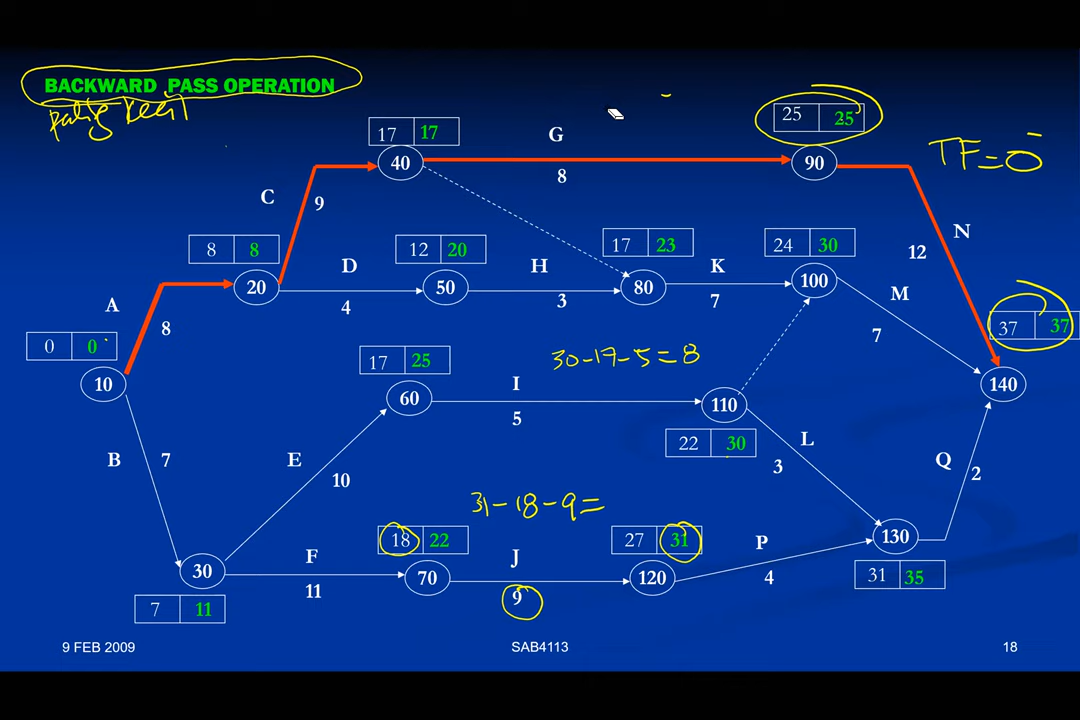 BACKWARD PASS OPERATION
paling kecil
17 17
40
G
8
25 25
90
TF = 0
C
9
N
12
8 8
20
D
4
12 20
50
H
3
17 23
80
K
7
24 30
100
M
7
A
8
0 0
10
37 37
140
30-17-5=8
17 25
60
I
5
110
22 30
B
7
E
10
L
3
Q
2
31-18-9=
18 22
70
J
9
27 31
120
P
4
130
31 35
30
F
11
7 11
9 FEB 2009
SAB4113
18